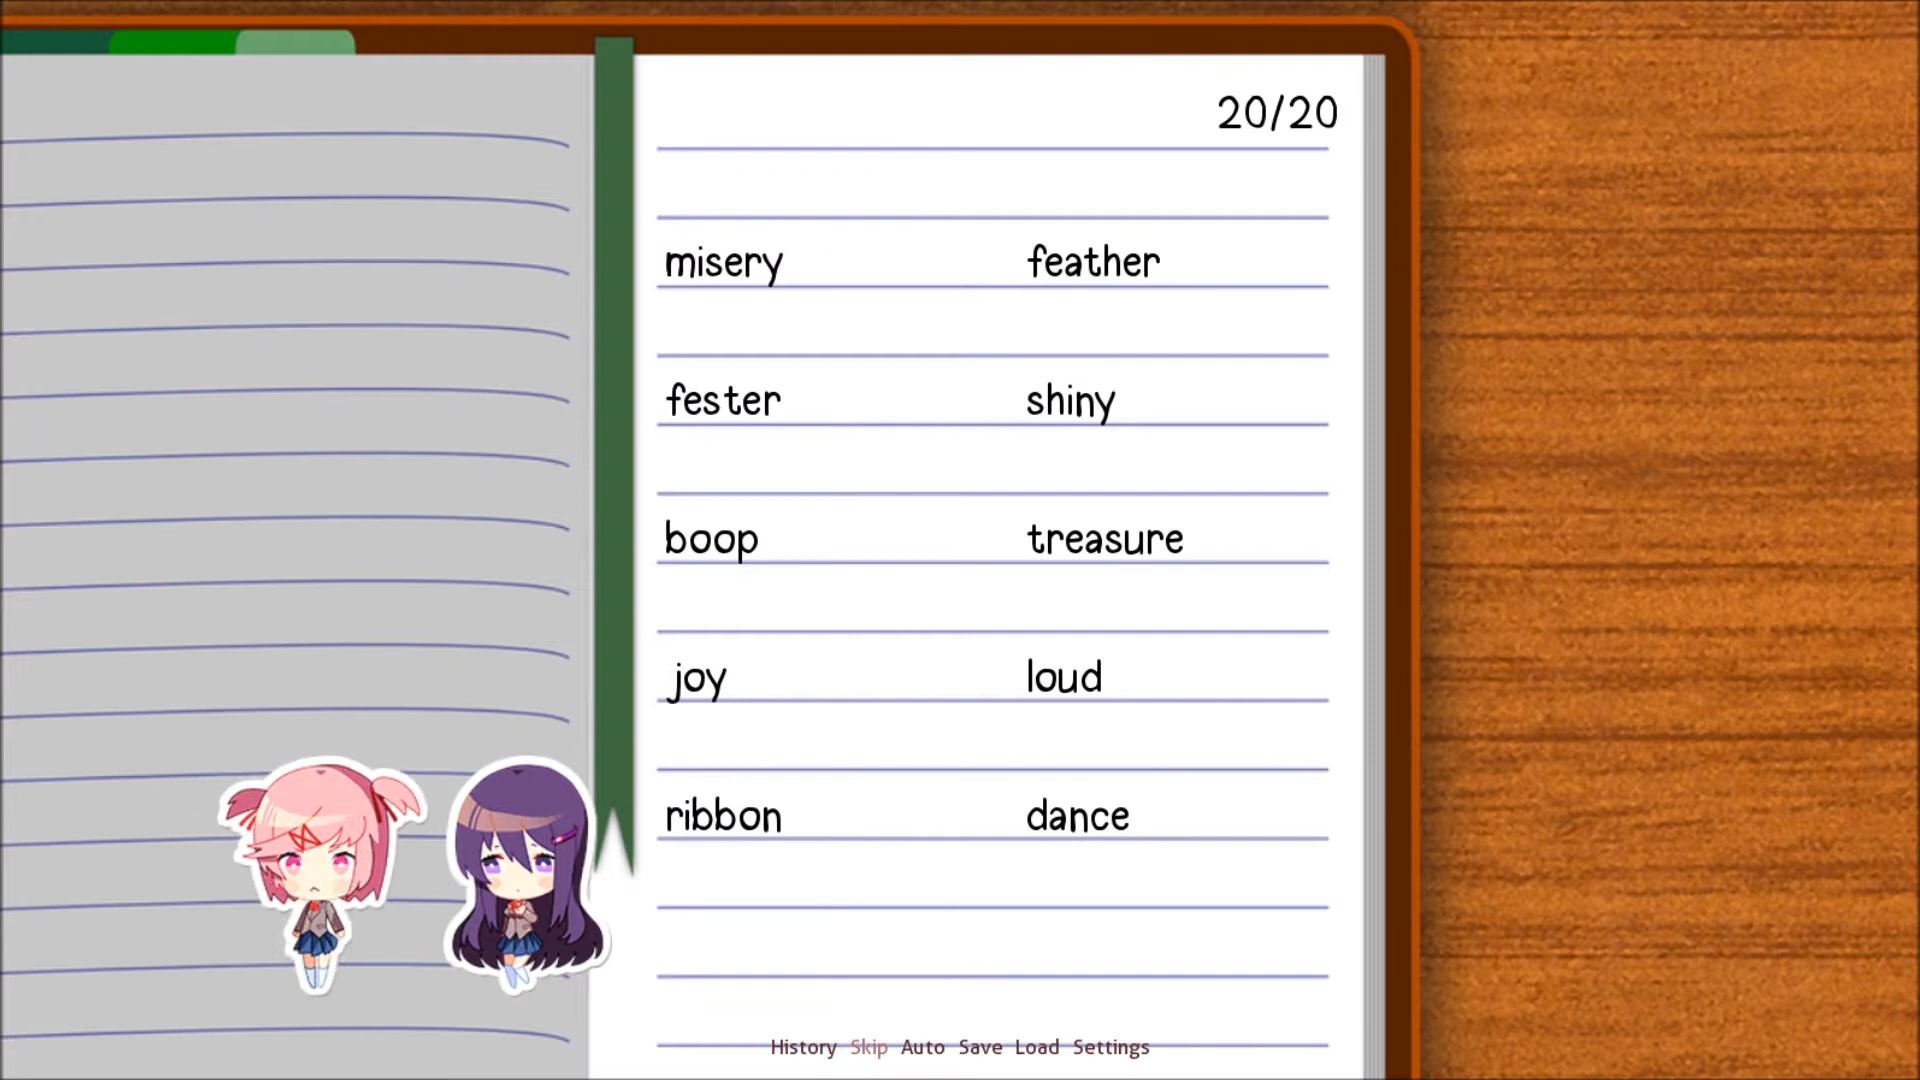 20/20
misery feather
fester shiny
boop treasure
joy loud
ribbon dance
History Skip Auto Save Load Settings